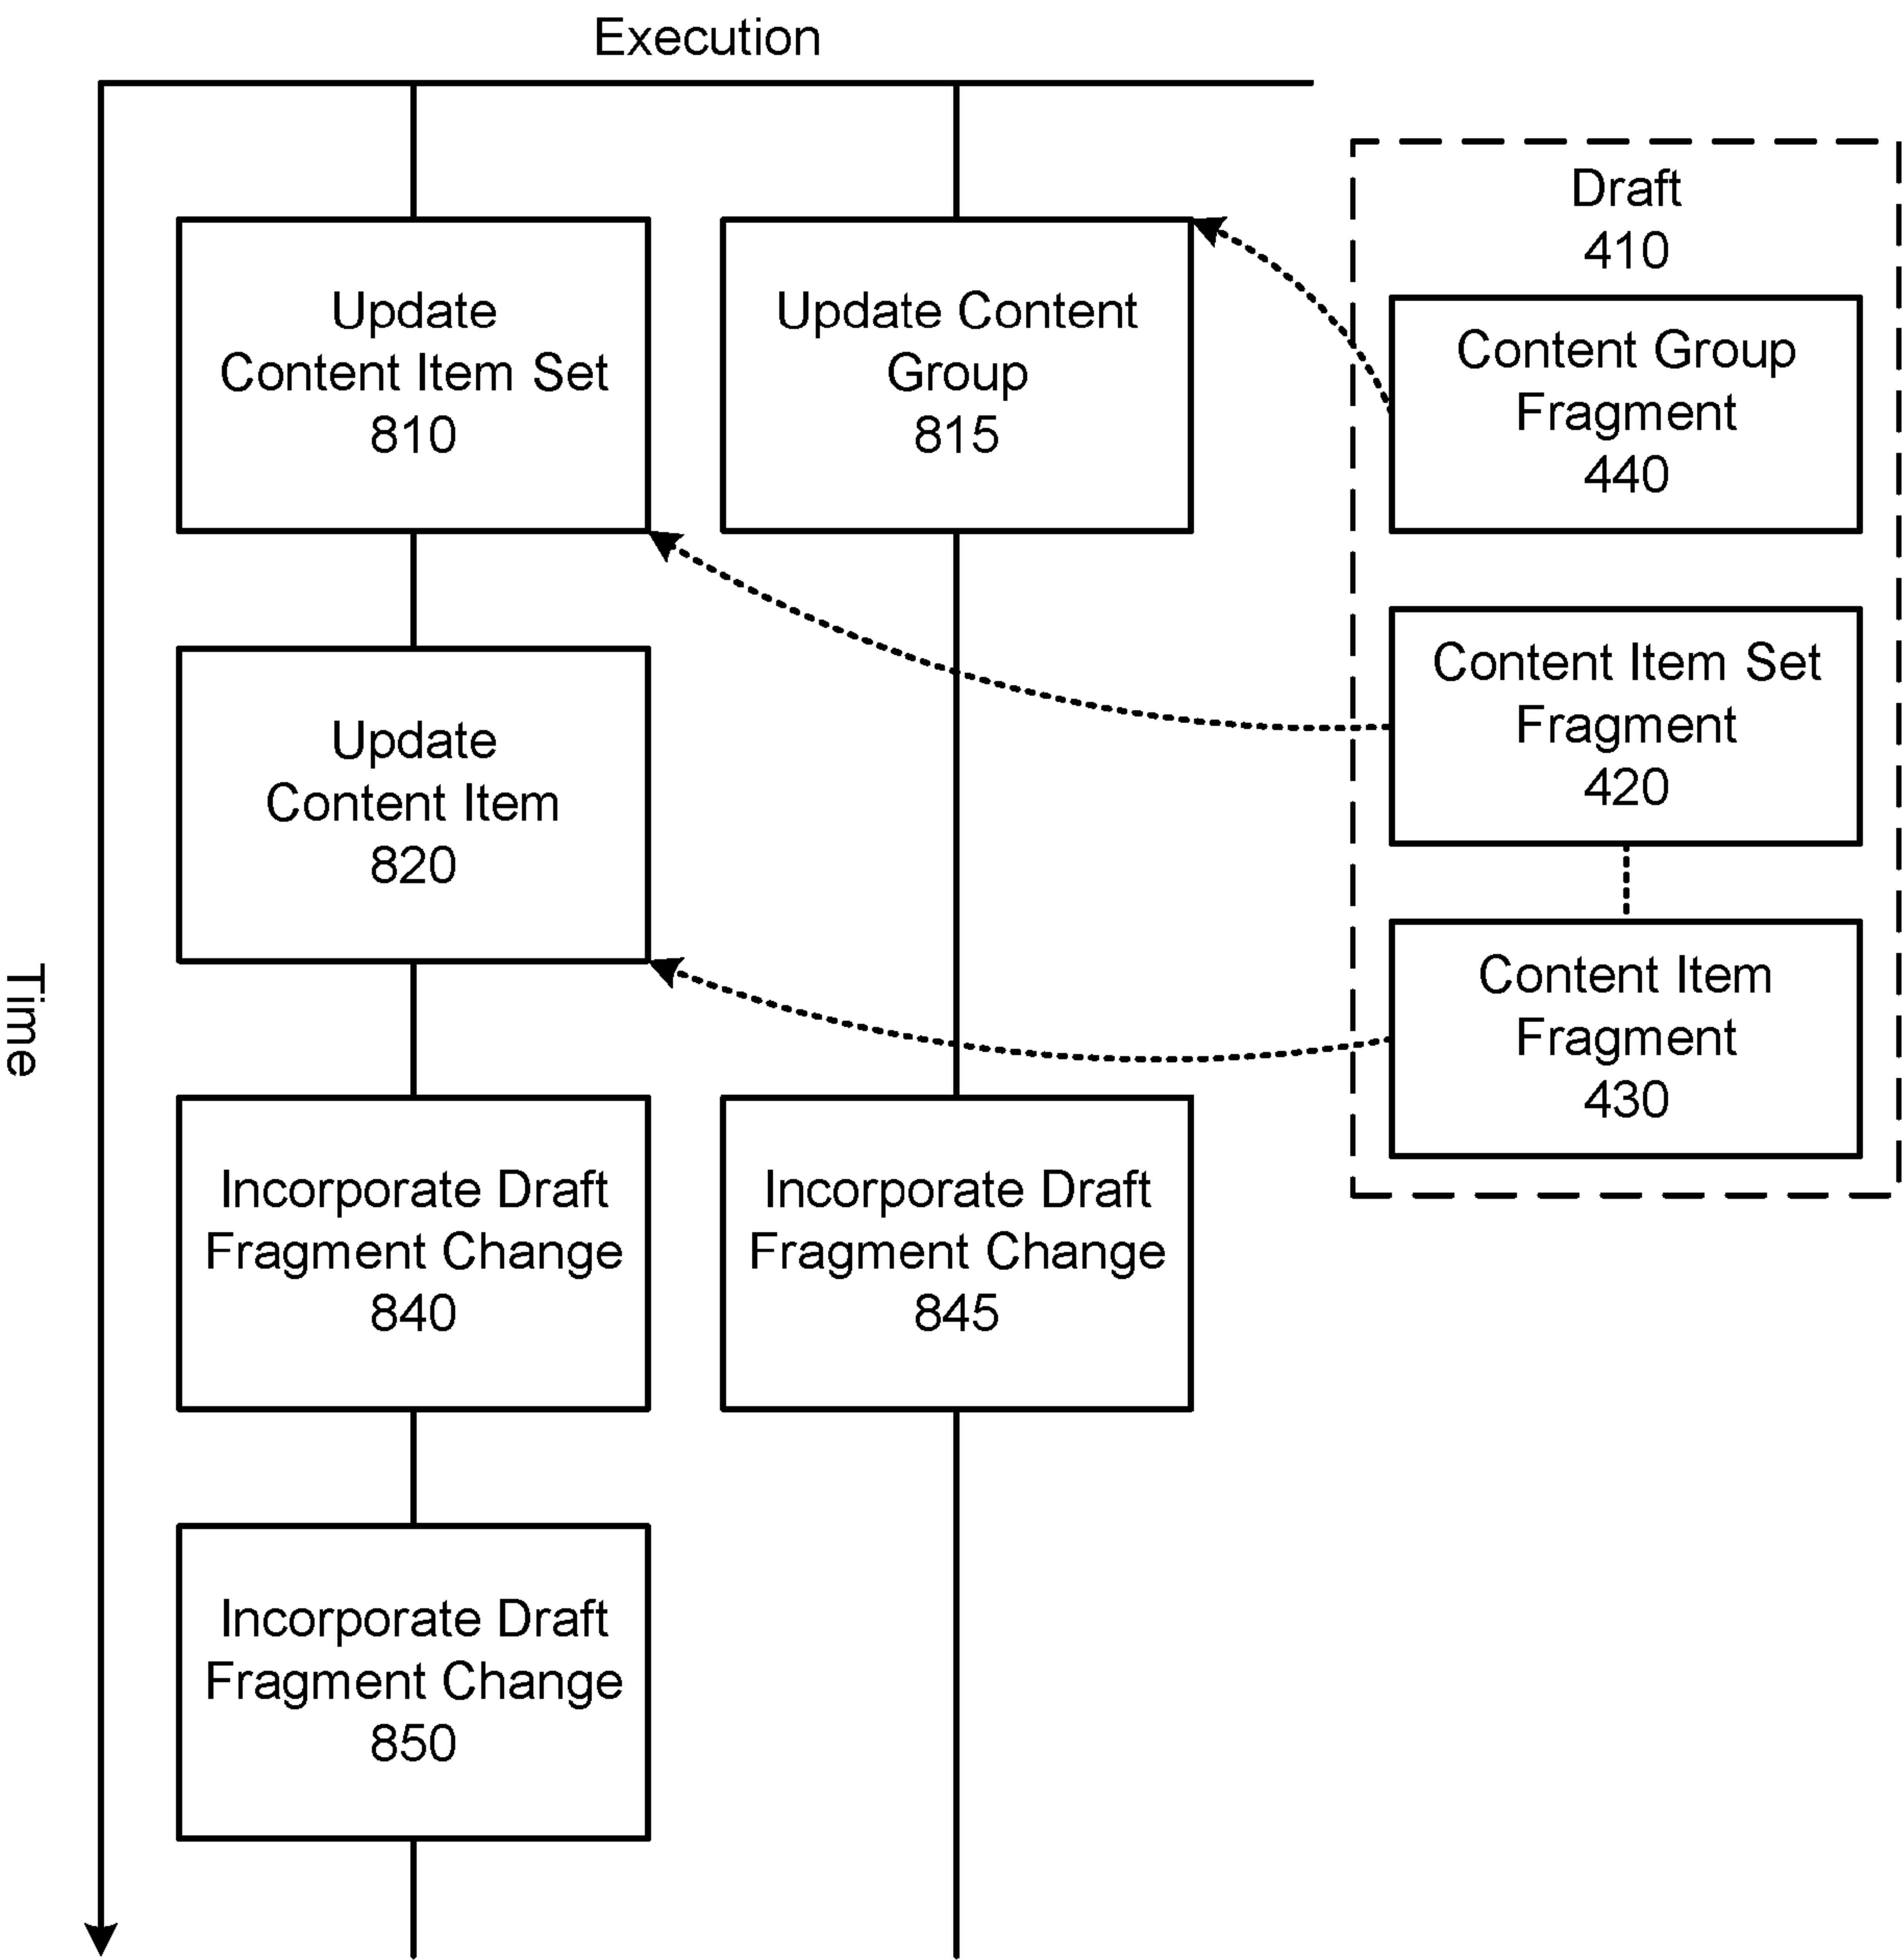 Execution
Draft
410
Update
Content Item Set
810
Update Content
Group
815
Content Group
Fragment
440
Content Item Set
Fragment
420
Update
Content Item
820
Content Item
Fragment
430
Time
Incorporate Draft
Fragment Change
840
Incorporate Draft
Fragment Change
845
Incorporate Draft
Fragment Change
850